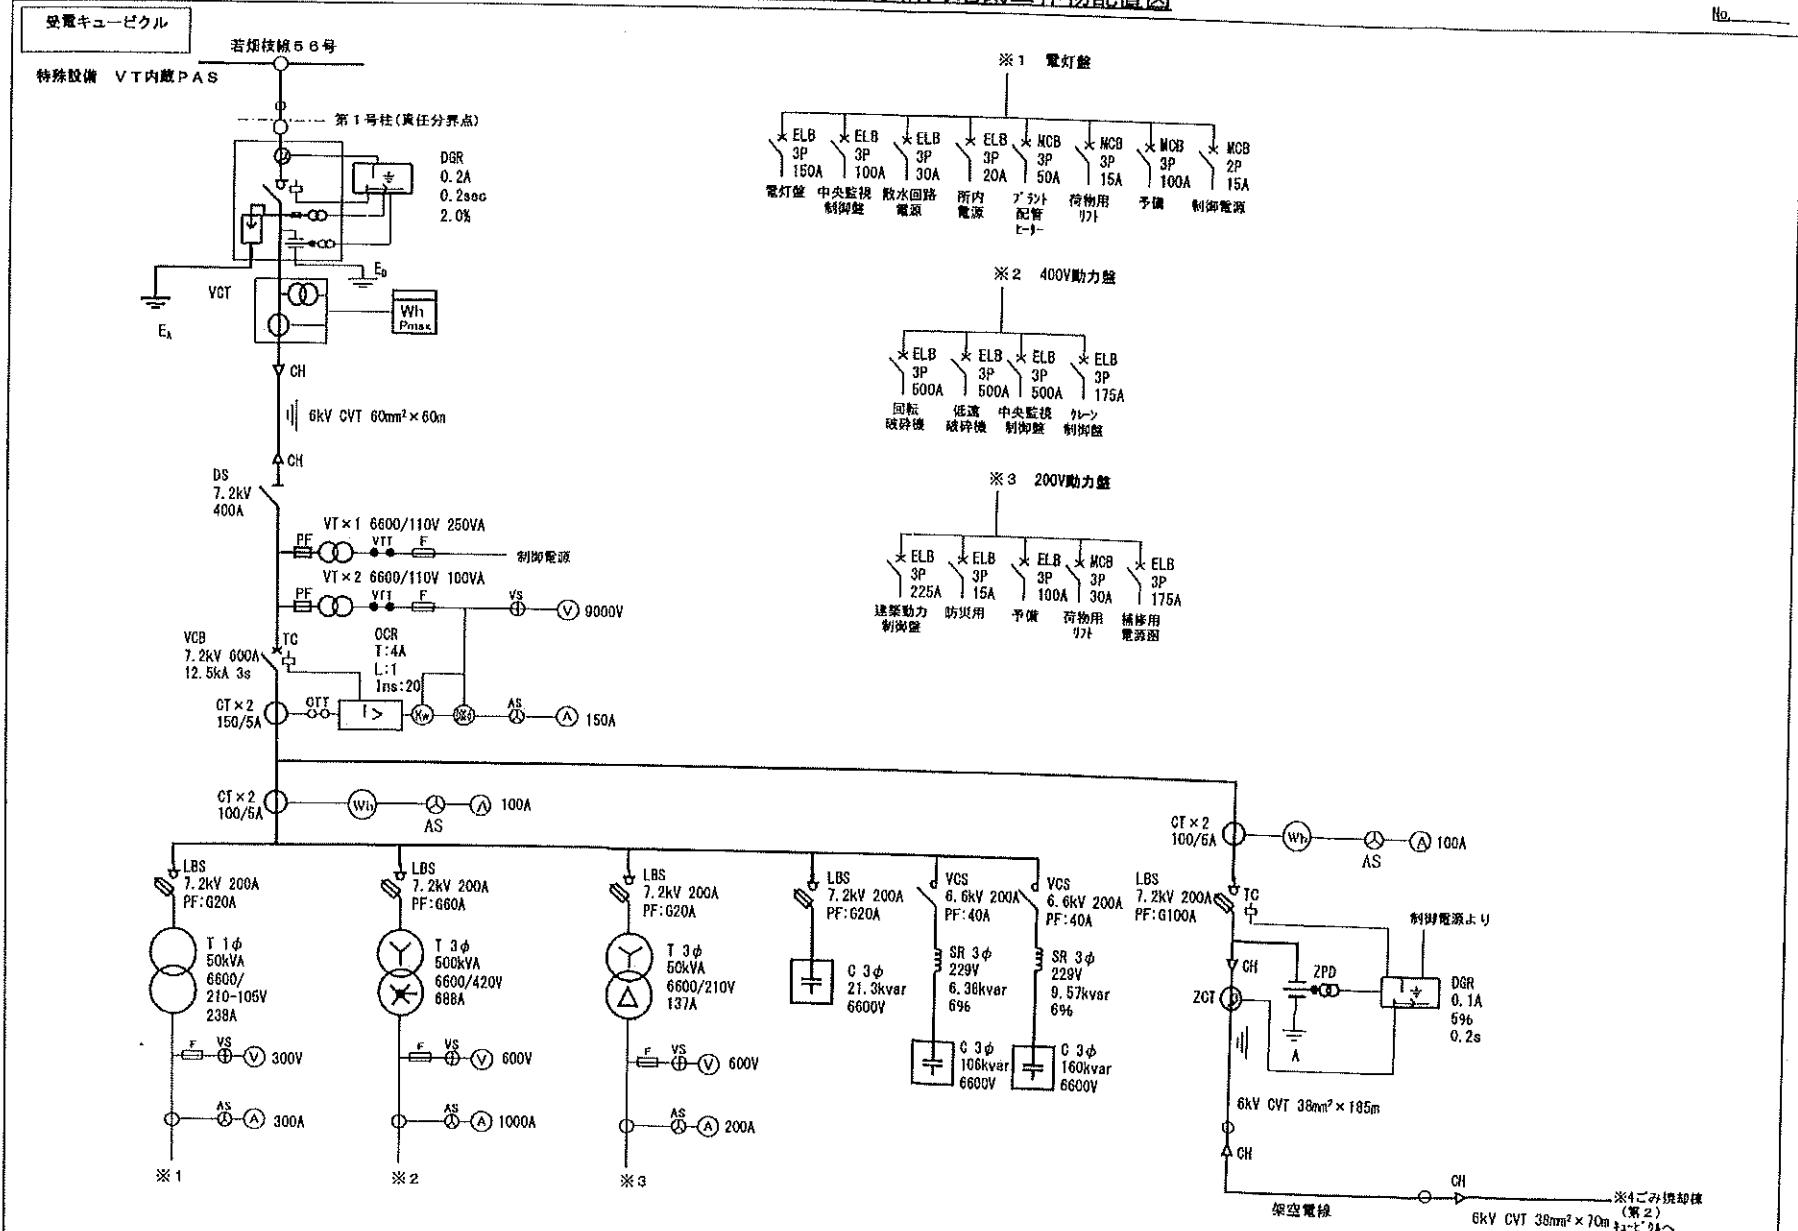 No.
受電キュービクル
特殊設備 VT内蔵PAS
若畑枝線56号
第1号柱(責任分界点)
DGR
0.2A
0.2sec
2.0%
E_D
E_A
VCT
Wh
Pmax
CH
6kV CVT 60mm²×60m
CH
DS
7.2kV
400A
VT×1 6600/110V 250VA
PF
VTT
F
制御電源
VT×2 6600/110V 100VA
PF
VTT
F
VS
V
9000V
VCB
7.2kV 600A
12.5kA 3s
TC
OCR
T:4A
L:1
Ins:20
CT×2
150/5A
CTT
I>
Kw
AS
A
150A
CT×2
100/5A
Wh
AS
A
100A
LBS
7.2kV 200A
PF:G20A
T 1φ
50kVA
6600/
210-105V
238A
F
VS
V
300V
AS
A
300A
※1
LBS
7.2kV 200A
PF:G60A
T 3φ
500kVA
6600/420V
688A
F
VS
V
600V
AS
A
1000A
※2
LBS
7.2kV 200A
PF:G20A
T 3φ
50kVA
6600/210V
137A
F
VS
V
600V
AS
A
200A
※3
LBS
7.2kV 200A
PF:G20A
C 3φ
21.3kvar
6600V
VCS
6.6kV 200A
PF:40A
SR 3φ
229V
6.38kvar
6%
C 3φ
106kvar
6600V
VCS
6.6kV 200A
PF:40A
SR 3φ
229V
9.57kvar
6%
C 3φ
160kvar
6600V
CT×2
100/5A
Wh
AS
A
100A
LBS
7.2kV 200A
PF:G100A
TC
制御電源より
CH
ZPD
ZCT
A
DGR
0.1A
5%
0.2s
6kV CVT 38mm²×185m
CH
架空電線
CH
6kV CVT 38mm²×70m
※4ごみ焼却棟
(第2)
ｷｭｰﾋﾞｸﾙへ
※1 電灯盤
ELB
3P
150A
電灯盤
ELB
3P
100A
中央監視
制御盤
ELB
3P
30A
散水回路
電源
ELB
3P
20A
所内
電源
MCB
3P
50A
ﾌﾟﾗﾝﾄ
配管
ﾋｰﾀｰ
MCB
3P
15A
荷物用
ﾘﾌﾄ
MCB
3P
100A
予備
MCB
2P
15A
制御電源
※2 400V動力盤
ELB
3P
500A
回転
破砕機
ELB
3P
500A
低速
破砕機
ELB
3P
500A
中央監視
制御盤
ELB
3P
175A
ｸﾚｰﾝ
制御盤
※3 200V動力盤
ELB
3P
225A
建築動力
制御盤
ELB
3P
15A
防災用
ELB
3P
100A
予備
MCB
3P
30A
荷物用
ﾘﾌﾄ
ELB
3P
175A
補修用
電源函